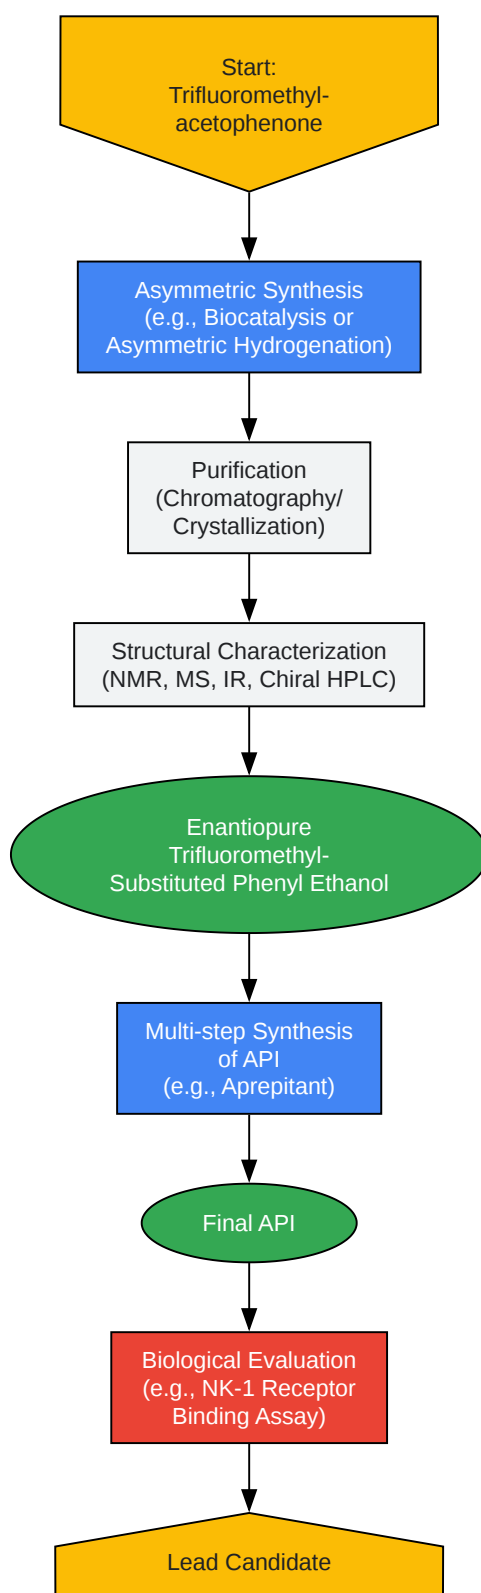 Start:
Trifluoromethyl-
acetophenone
Asymmetric Synthesis
(e.g., Biocatalysis or
Asymmetric Hydrogenation)
Purification
(Chromatography/
Crystallization)
Structural Characterization
(NMR, MS, IR, Chiral HPLC)
Enantiopure
Trifluoromethyl-
Substituted Phenyl Ethanol
Multi-step Synthesis
of API
(e.g., Aprepitant)
Final API
Biological Evaluation
(e.g., NK-1 Receptor
Binding Assay)
Lead Candidate